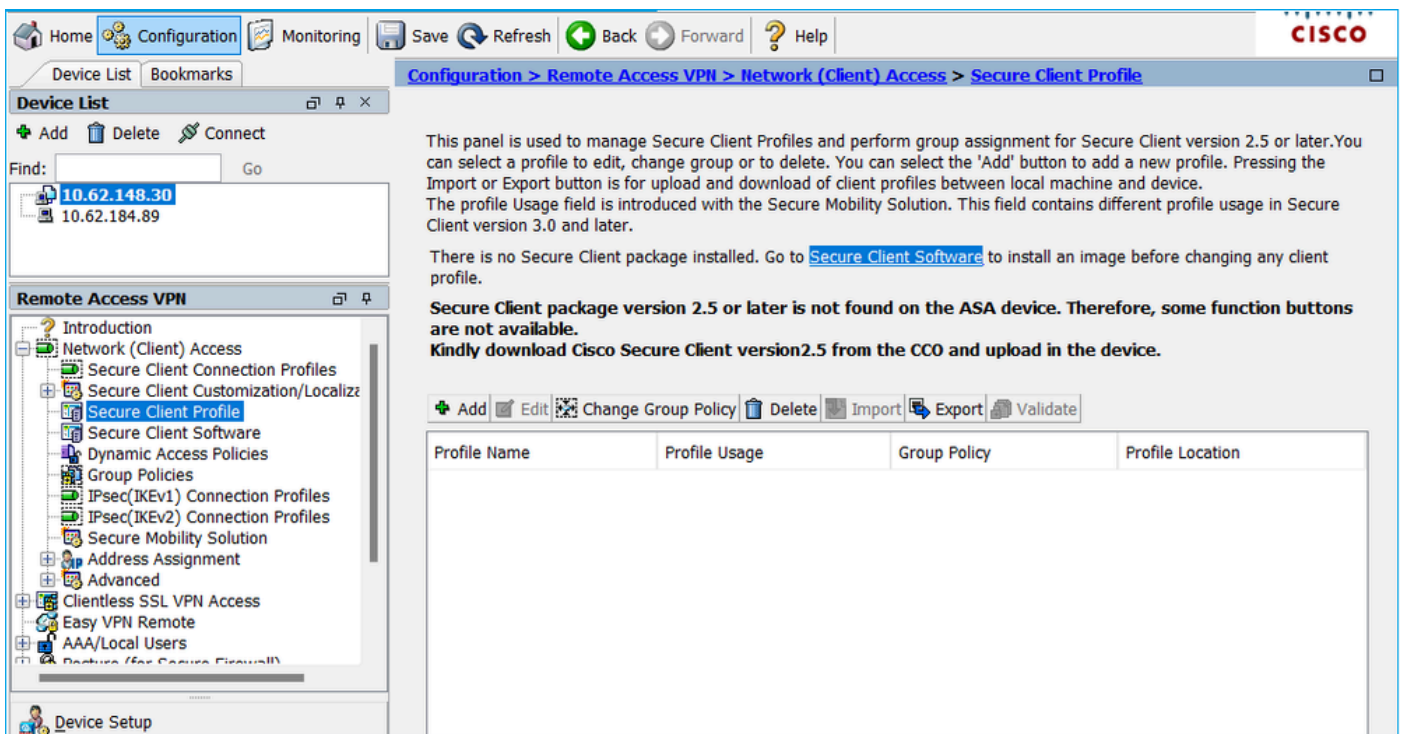 Home Configuration Monitoring Save Refresh Back Forward Help
CISCO
Device List Bookmarks
Device List
Add Delete Connect
Find: Go
10.62.148.30
10.62.184.89
Remote Access VPN
Introduction
Network (Client) Access
Secure Client Connection Profiles
Secure Client Customization/Localiza
Secure Client Profile
Secure Client Software
Dynamic Access Policies
Group Policies
IPsec(IKEv1) Connection Profiles
IPsec(IKEv2) Connection Profiles
Secure Mobility Solution
Address Assignment
Advanced
Clientless SSL VPN Access
Easy VPN Remote
AAA/Local Users
Posture (for Secure Firewall)
Device Setup
Configuration > Remote Access VPN > Network (Client) Access > Secure Client Profile
This panel is used to manage Secure Client Profiles and perform group assignment for Secure Client version 2.5 or later.You
can select a profile to edit, change group or to delete. You can select the 'Add' button to add a new profile. Pressing the
Import or Export button is for upload and download of client profiles between local machine and device.
The profile Usage field is introduced with the Secure Mobility Solution. This field contains different profile usage in Secure
Client version 3.0 and later.
There is no Secure Client package installed. Go to Secure Client Software to install an image before changing any client
profile.
Secure Client package version 2.5 or later is not found on the ASA device. Therefore, some function buttons
are not available.
Kindly download Cisco Secure Client version2.5 from the CCO and upload in the device.
Add Edit Change Group Policy Delete Import Export Validate
Profile Name Profile Usage Group Policy Profile Location